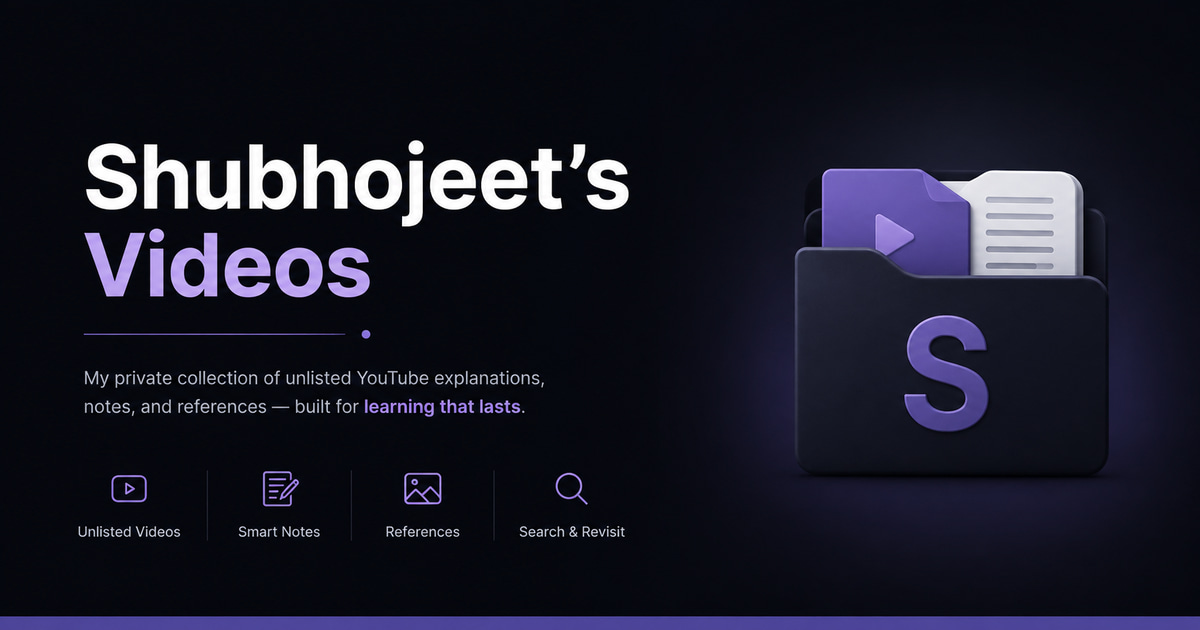 Shubhojeet’s
Videos
My private collection of unlisted YouTube explanations,
notes, and references — built for learning that lasts.
Unlisted Videos
Smart Notes
References
Search & Revisit
S